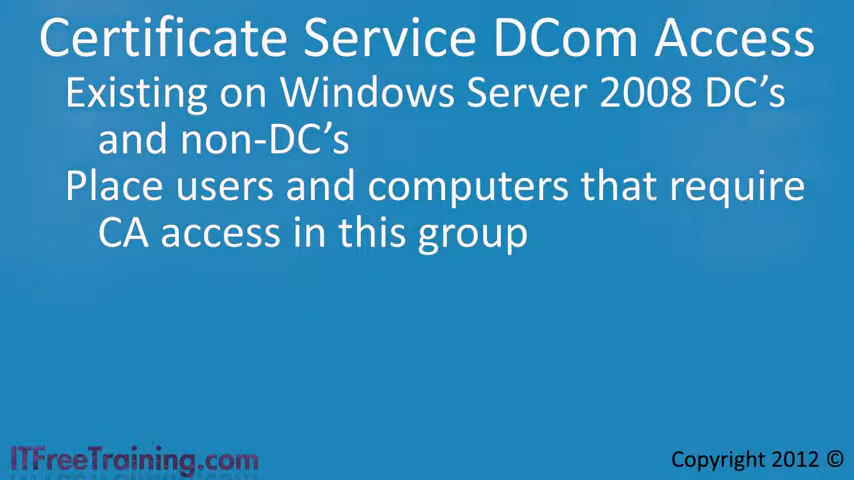 Certificate Service DCom Access
Existing on Windows Server 2008 DC’s
and non-DC’s
Place users and computers that require
CA access in this group
ITFreeTraining.com
Copyright 2012 ©